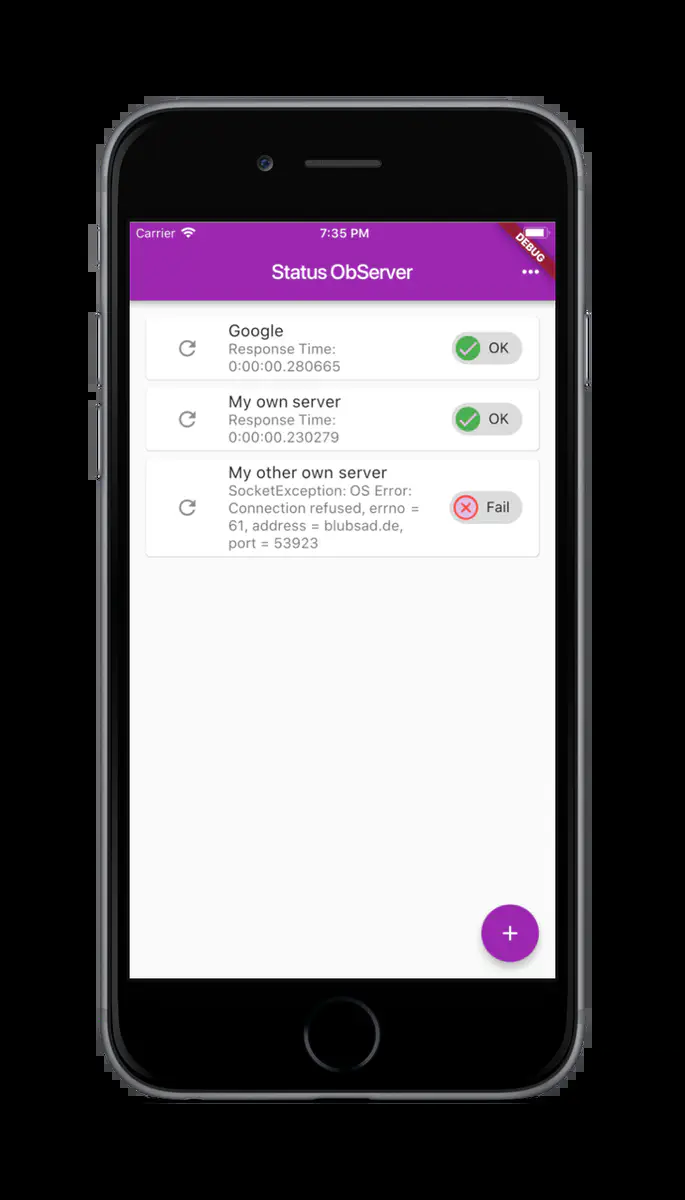 Carrier
7:35 PM
DEBUG
Status ObServer
Google
Response Time:
0:00:00.280665
OK
My own server
Response Time:
0:00:00.230279
OK
My other own server
SocketException: OS Error:
Connection refused, errno =
61, address = blubsad.de,
port = 53923
Fail